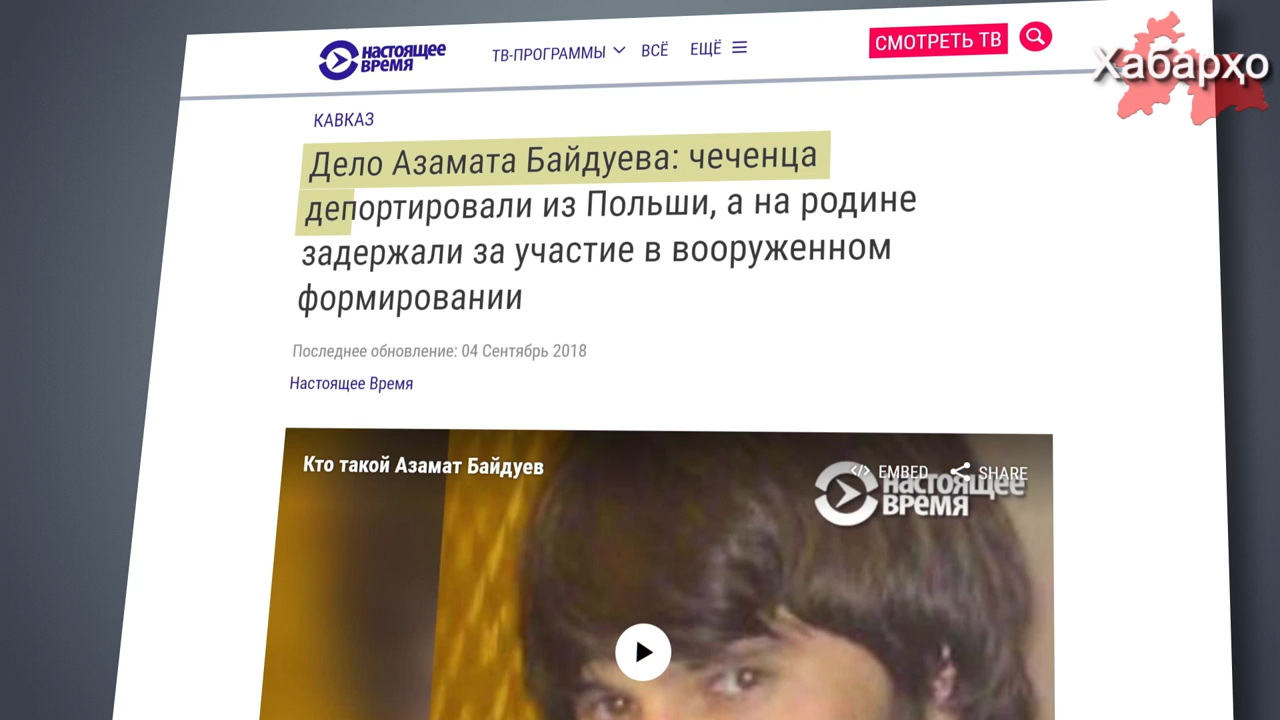 НАСТОЯЩЕЕ
ВРЕМЯ
ТВ-ПРОГРАММЫ
ВСЁ
ЕЩЁ
СМОТРЕТЬ ТВ
Хабарҳо
КАВКАЗ
Дело Азамата Байдуева: чеченца
депортировали из Польши, а на родине
задержали за участие в вооруженном
формировании
Последнее обновление: 04 Сентябрь 2018
Настоящее Время
Кто такой Азамат Байдуев
EMBED
SHARE
НАСТОЯЩЕЕ
ВРЕМЯ